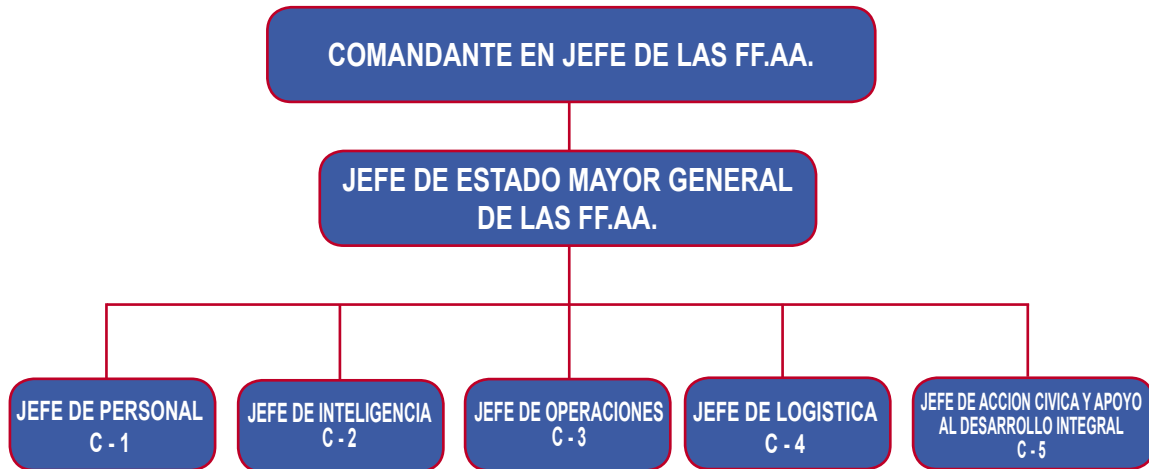 COMANDANTE EN JEFE DE LAS FF.AA.
JEFE DE ESTADO MAYOR GENERAL
DE LAS FF.AA.
JEFE DE PERSONAL
C - 1
JEFE DE INTELIGENCIA
C - 2
JEFE DE OPERACIONES
C - 3
JEFE DE LOGISTICA
C - 4
JEFE DE ACCION CIVICA Y APOYO
AL DESARROLLO INTEGRAL
C - 5